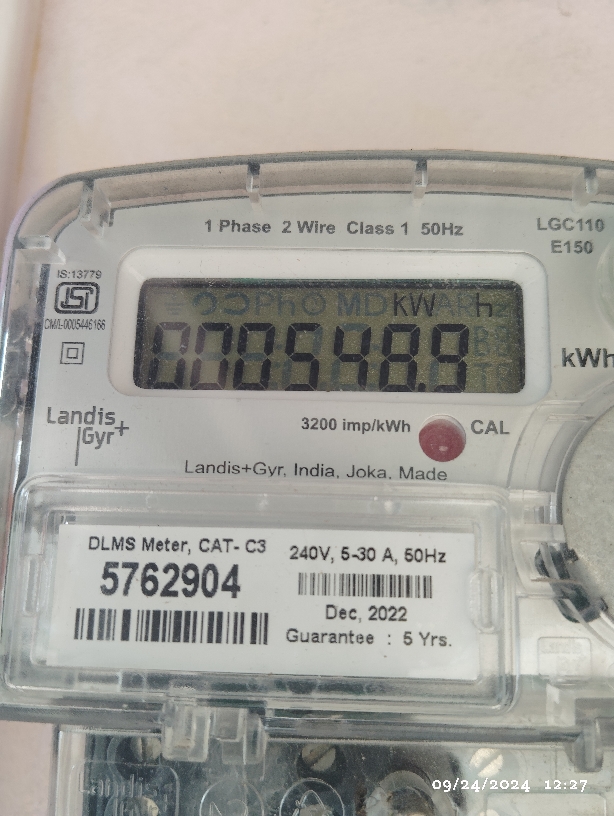 1 Phase 2 Wire Class 1 50Hz
LGC110
E150
IS:13779
ISI
CM/L-0005446166
KWh
000548.9
kWh
Landis+
Gyr
3200 imp/kWh
CAL
Landis+Gyr, India, Joka, Made
DLMS Meter, CAT- C3
5762904
240V, 5-30 A, 50Hz
Dec, 2022
Guarantee : 5 Yrs.
09/24/2024 12:27